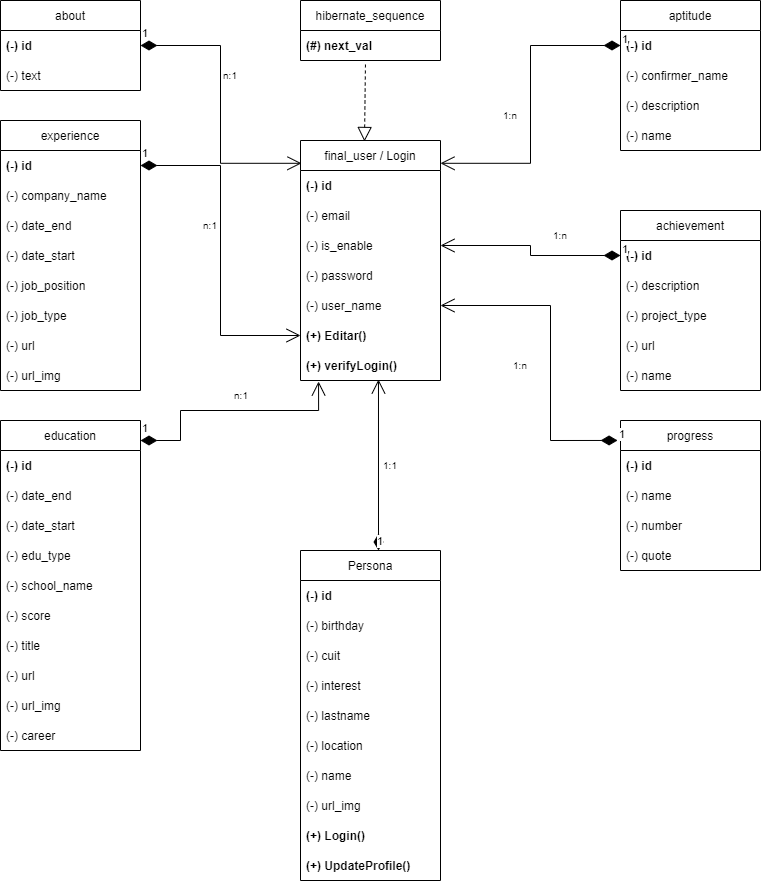 about
(-) id
(-) text
1
n:1
hibernate_sequence
(#) next_val
aptitude
1
(-) id
(-) confirmer_name
(-) description
(-) name
1:n
experience
(-) id
(-) company_name
(-) date_end
(-) date_start
(-) job_position
(-) job_type
(-) url
(-) url_img
1
n:1
final_user / Login
(-) id
(-) email
(-) is_enable
(-) password
(-) user_name
(+) Editar()
(+) verifyLogin()
achievement
1
(-) id
(-) description
(-) project_type
(-) url
(-) name
1:n
education
(-) id
(-) date_end
(-) date_start
(-) edu_type
(-) school_name
(-) score
(-) title
(-) url
(-) url_img
(-) career
1
n:1
1:1
1
Persona
(-) id
(-) birthday
(-) cuit
(-) interest
(-) lastname
(-) location
(-) name
(-) url_img
(+) Login()
(+) UpdateProfile()
1:n
1
progress
(-) id
(-) name
(-) number
(-) quote